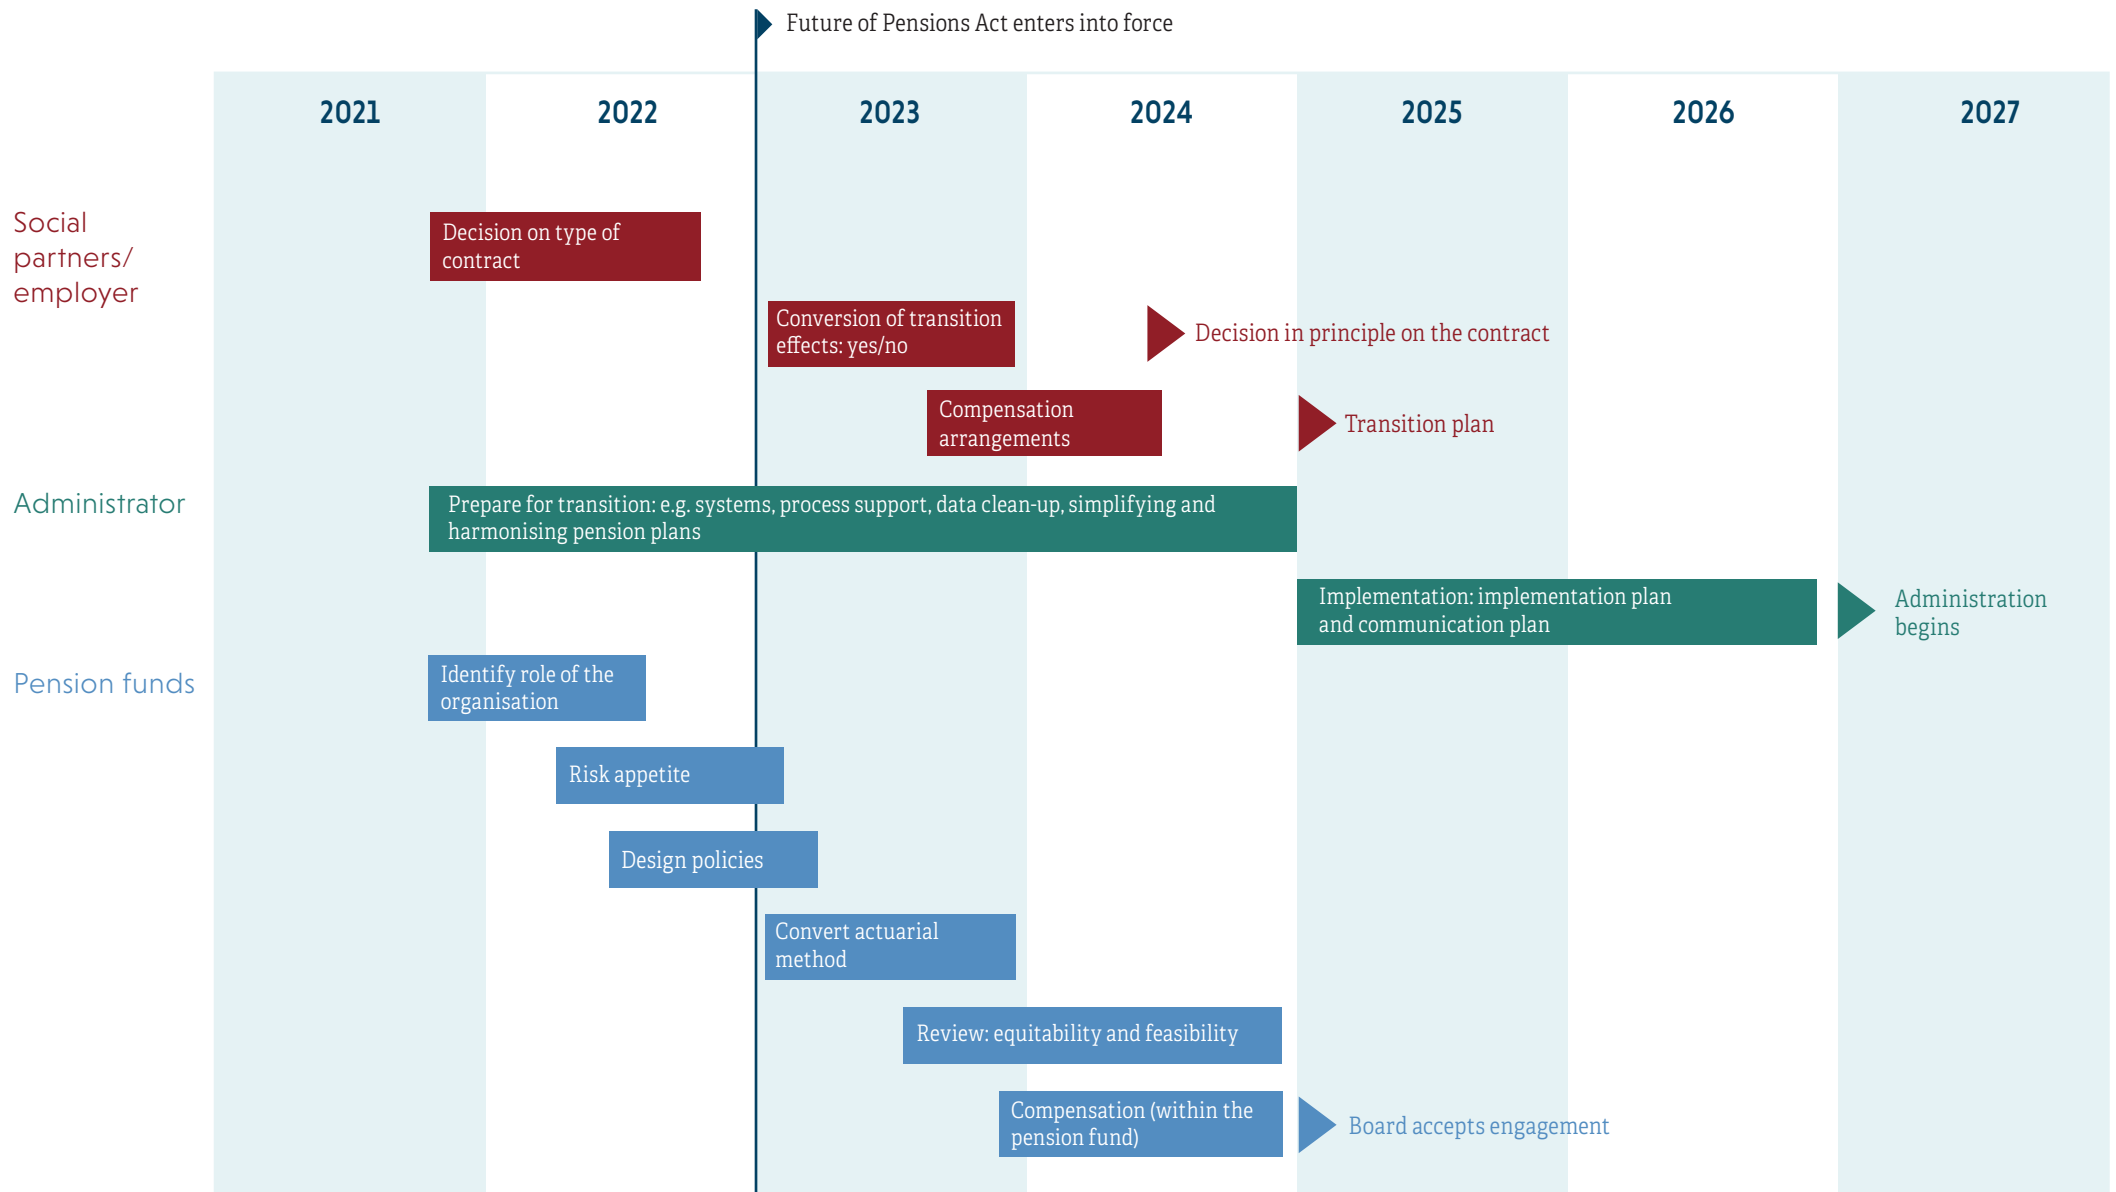 Future of Pensions Act enters into force
2021
2022
2023
2024
2025
2026
2027
Social
partners/
employer
Decision on type of
contract
Conversion of transition
effects: yes/no
Decision in principle on the contract
Compensation
arrangements
Transition plan
Administrator
Prepare for transition: e.g. systems, process support, data clean-up, simplifying and
harmonising pension plans
Implementation: implementation plan
and communication plan
Administration
begins
Pension funds
Identify role of the
organisation
Risk appetite
Design policies
Convert actuarial
method
Review: equitability and feasibility
Compensation (within the
pension fund)
Board accepts engagement